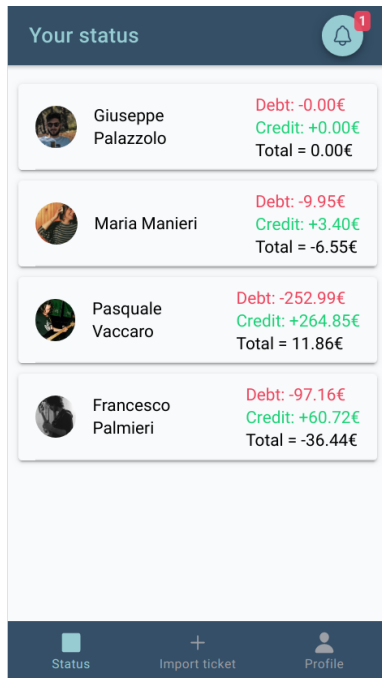 Your status
1
Giuseppe
Palazzolo
Debt: -0.00€
Credit: +0.00€
Total = 0.00€
Maria Manieri
Debt: -9.95€
Credit: +3.40€
Total = -6.55€
Pasquale
Vaccaro
Debt: -252.99€
Credit: +264.85€
Total = 11.86€
Francesco
Palmieri
Debt: -97.16€
Credit: +60.72€
Total = -36.44€
Status
Import ticket
Profile